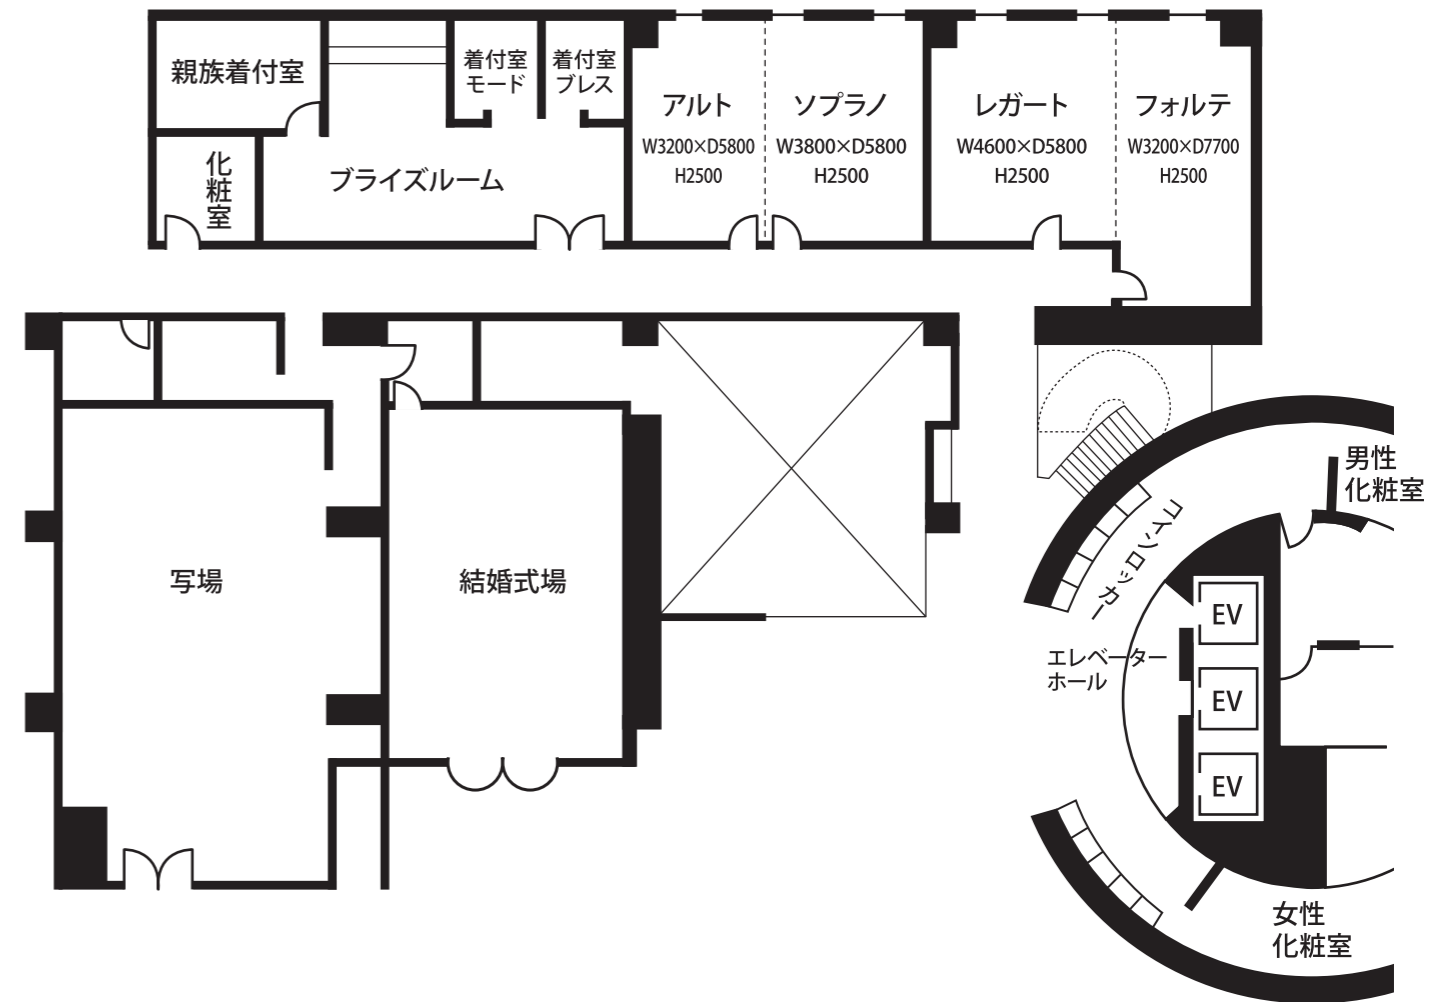 親族着付室
着付室
モード
着付室
ブレス
アルト
W3200×D5800
H2500
ソプラノ
W3800×D5800
H2500
レガート
W4600×D5800
H2500
フォルテ
W3200×D7700
H2500
化粧室
ブライズルーム
写場
結婚式場
男性
化粧室
コインロッカー
エレベーター
ホール
EV
EV
EV
女性
化粧室